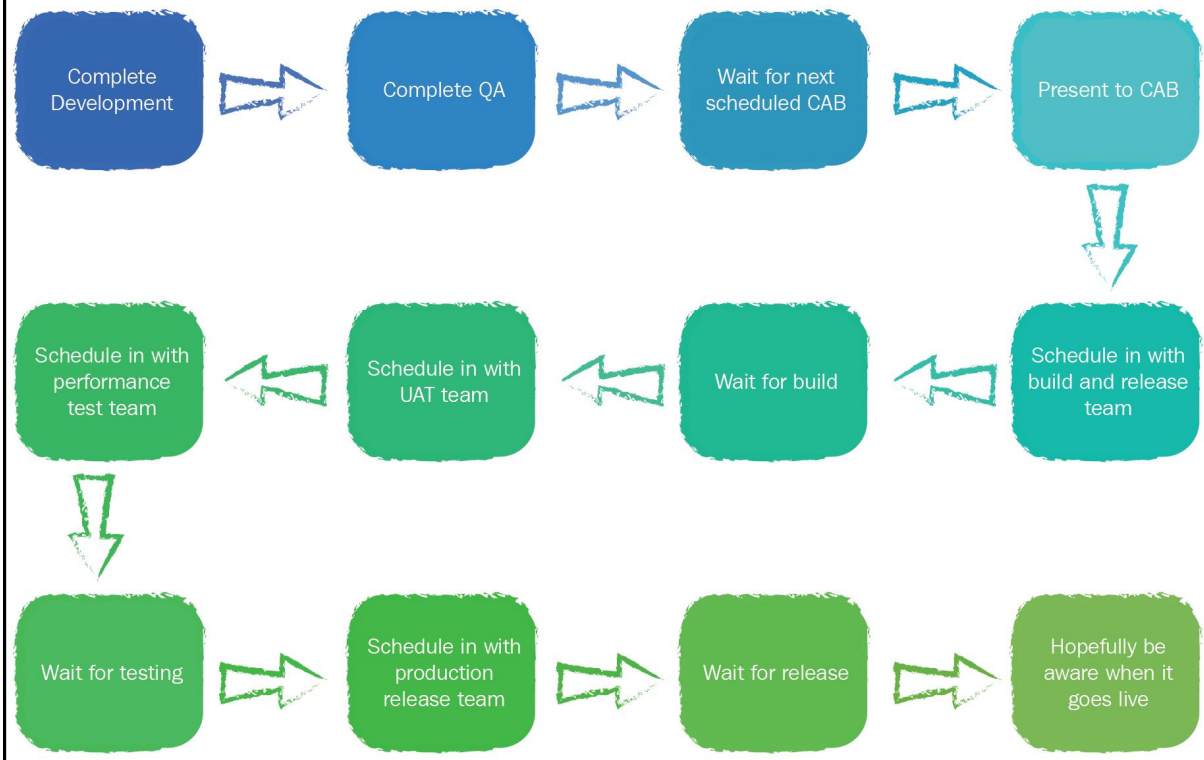 Complete
Development
Complete QA
Wait for next
scheduled CAB
Present to CAB
Schedule in with
build and release
team
Wait for build
Schedule in with
UAT team
Schedule in with
performance
test team
Wait for testing
Schedule in with
production
release team
Wait for release
Hopefully be
aware when it
goes live